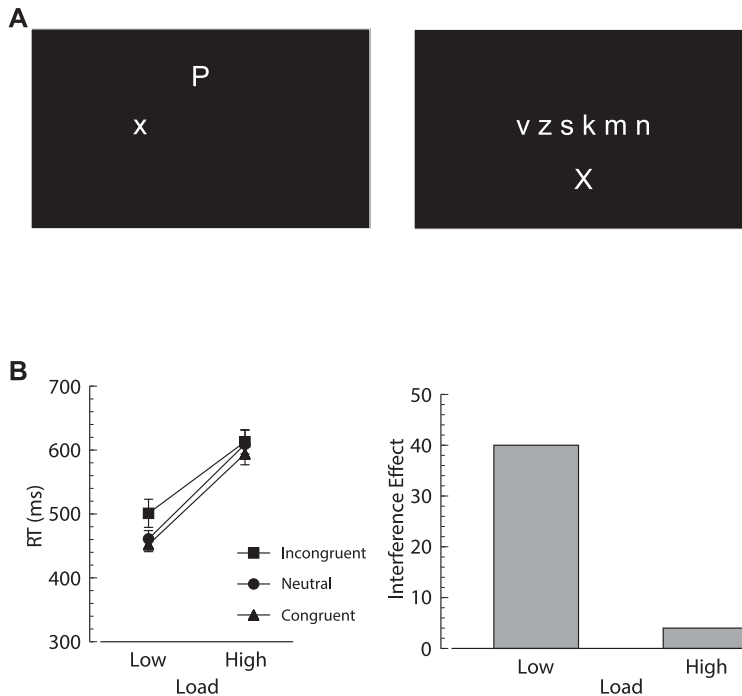 A
P
x
v z s k m n
X
B
700
600
500
400
300
RT (ms)
Incongruent
Neutral
Congruent
Low High
Load
50
40
30
20
10
0
Interference Effect
Low High
Load